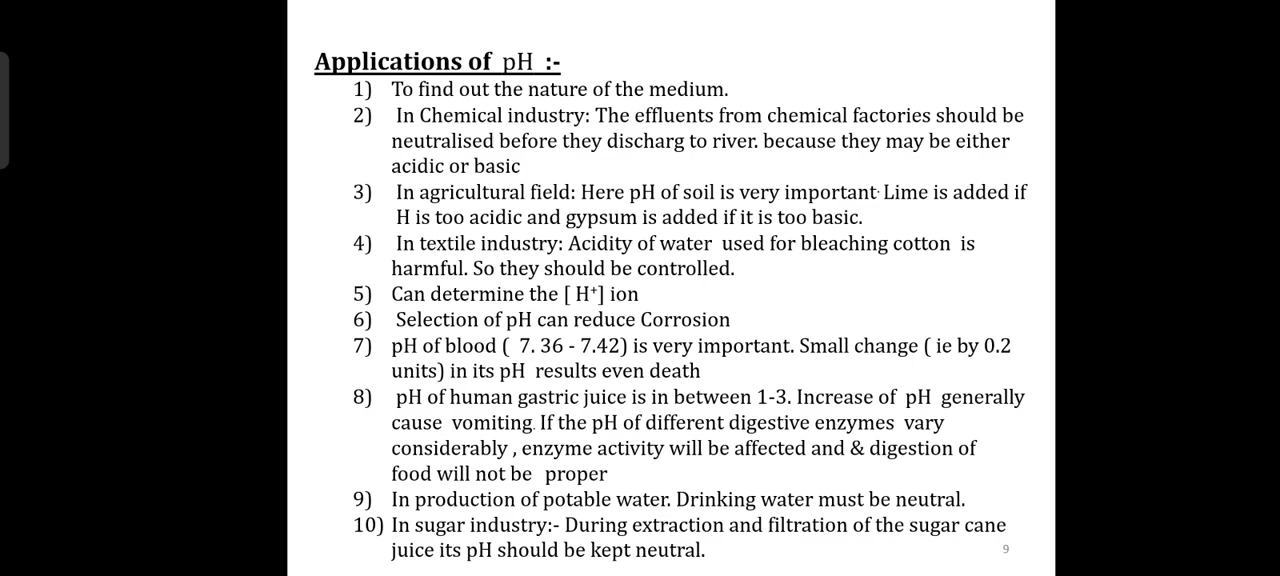 Applications of pH :-
1) To find out the nature of the medium.
2) In Chemical industry: The effluents from chemical factories should be
neutralised before they discharg to river. because they may be either
acidic or basic
3) In agricultural field: Here pH of soil is very important. Lime is added if
H is too acidic and gypsum is added if it is too basic.
4) In textile industry: Acidity of water used for bleaching cotton is
harmful. So they should be controlled.
5) Can determine the [ H⁺] ion
6) Selection of pH can reduce Corrosion
7) pH of blood ( 7. 36 - 7.42) is very important. Small change ( ie by 0.2
units) in its pH results even death
8) pH of human gastric juice is in between 1-3. Increase of pH generally
cause vomiting. If the pH of different digestive enzymes vary
considerably , enzyme activity will be affected and & digestion of
food will not be proper
9) In production of potable water. Drinking water must be neutral.
10) In sugar industry:- During extraction and filtration of the sugar cane
juice its pH should be kept neutral.
9